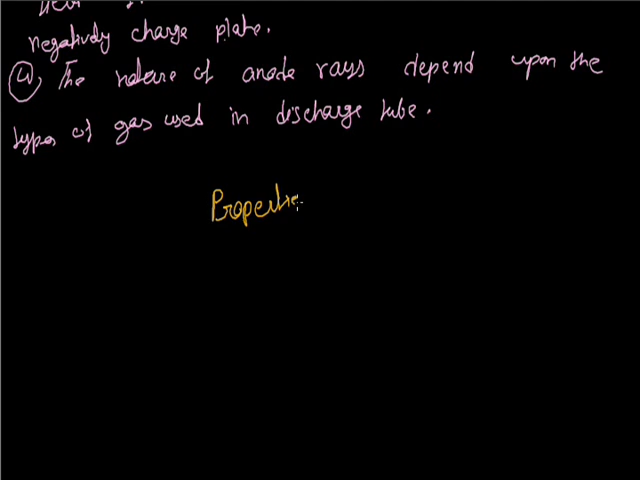 negatively charge plate.
④ The nature of anode rays depend upon the
types of gas used in discharge tube.
Propertie